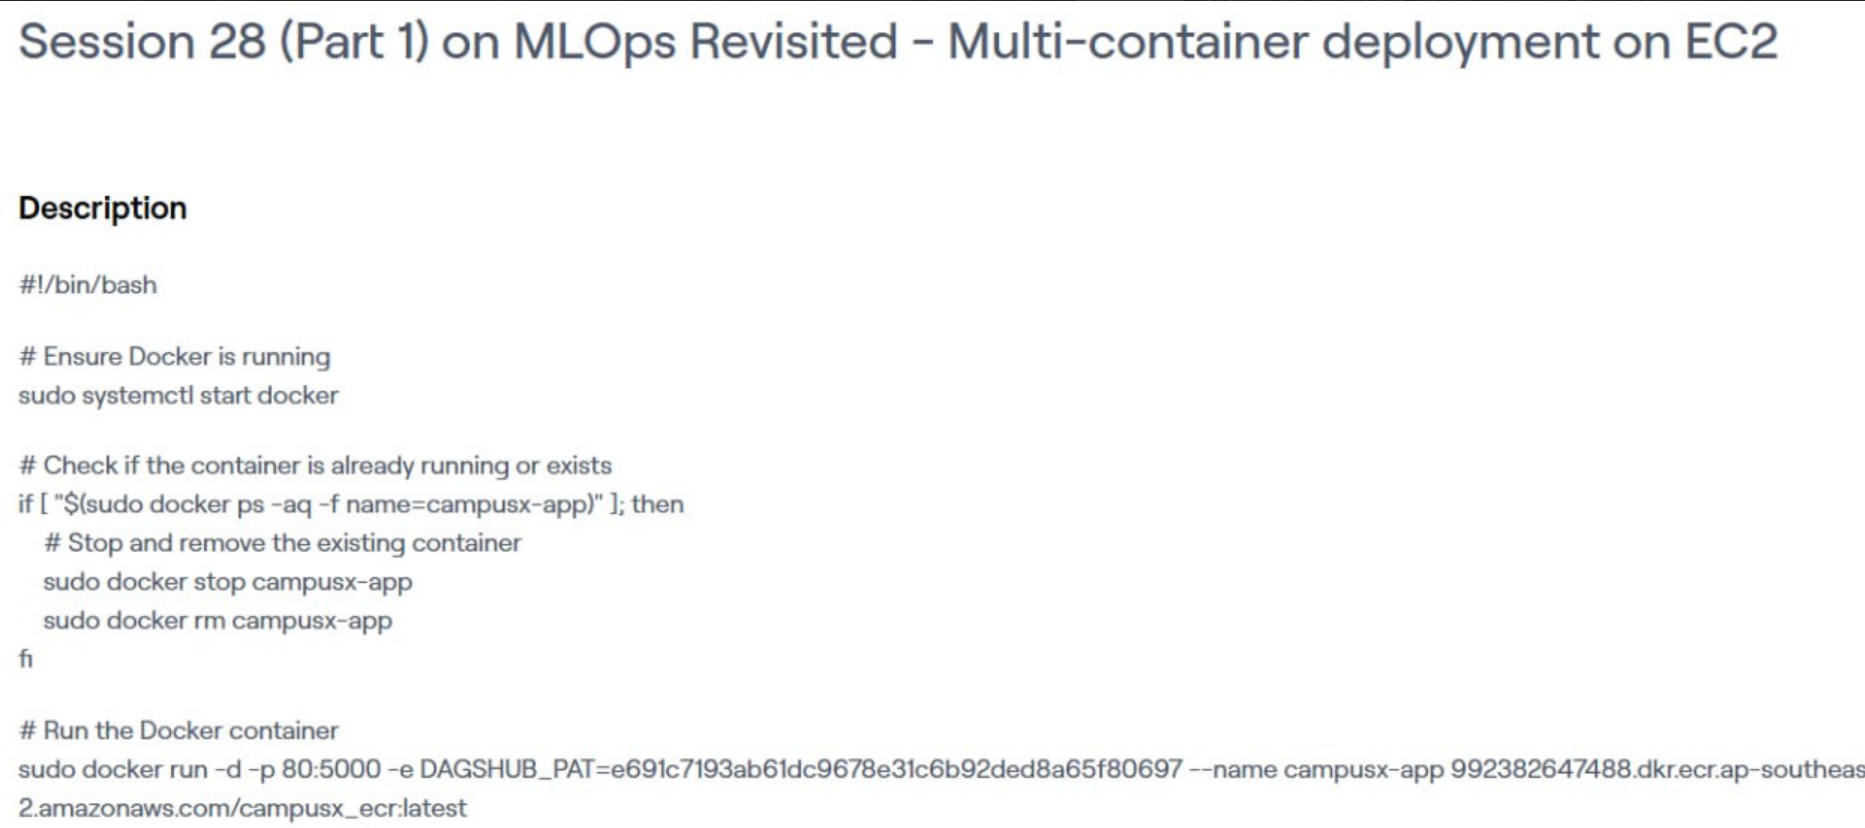 Session 28 (Part 1) on MLOps Revisited - Multi-container deployment on EC2
Description
#!/bin/bash
# Ensure Docker is running
sudo systemctl start docker
# Check if the container is already running or exists
if [ "$(sudo docker ps -aq -f name=campusx-app)" ]; then
# Stop and remove the existing container
sudo docker stop campusx-app
sudo docker rm campusx-app
fi
# Run the Docker container
sudo docker run -d -p 80:5000 -e DAGSHUB_PAT=e691c7193ab61dc9678e31c6b92ded8a65f80697 --name campusx-app 992382647488.dkr.ecr.ap-southeas
2.amazonaws.com/campusx_ecr:latest